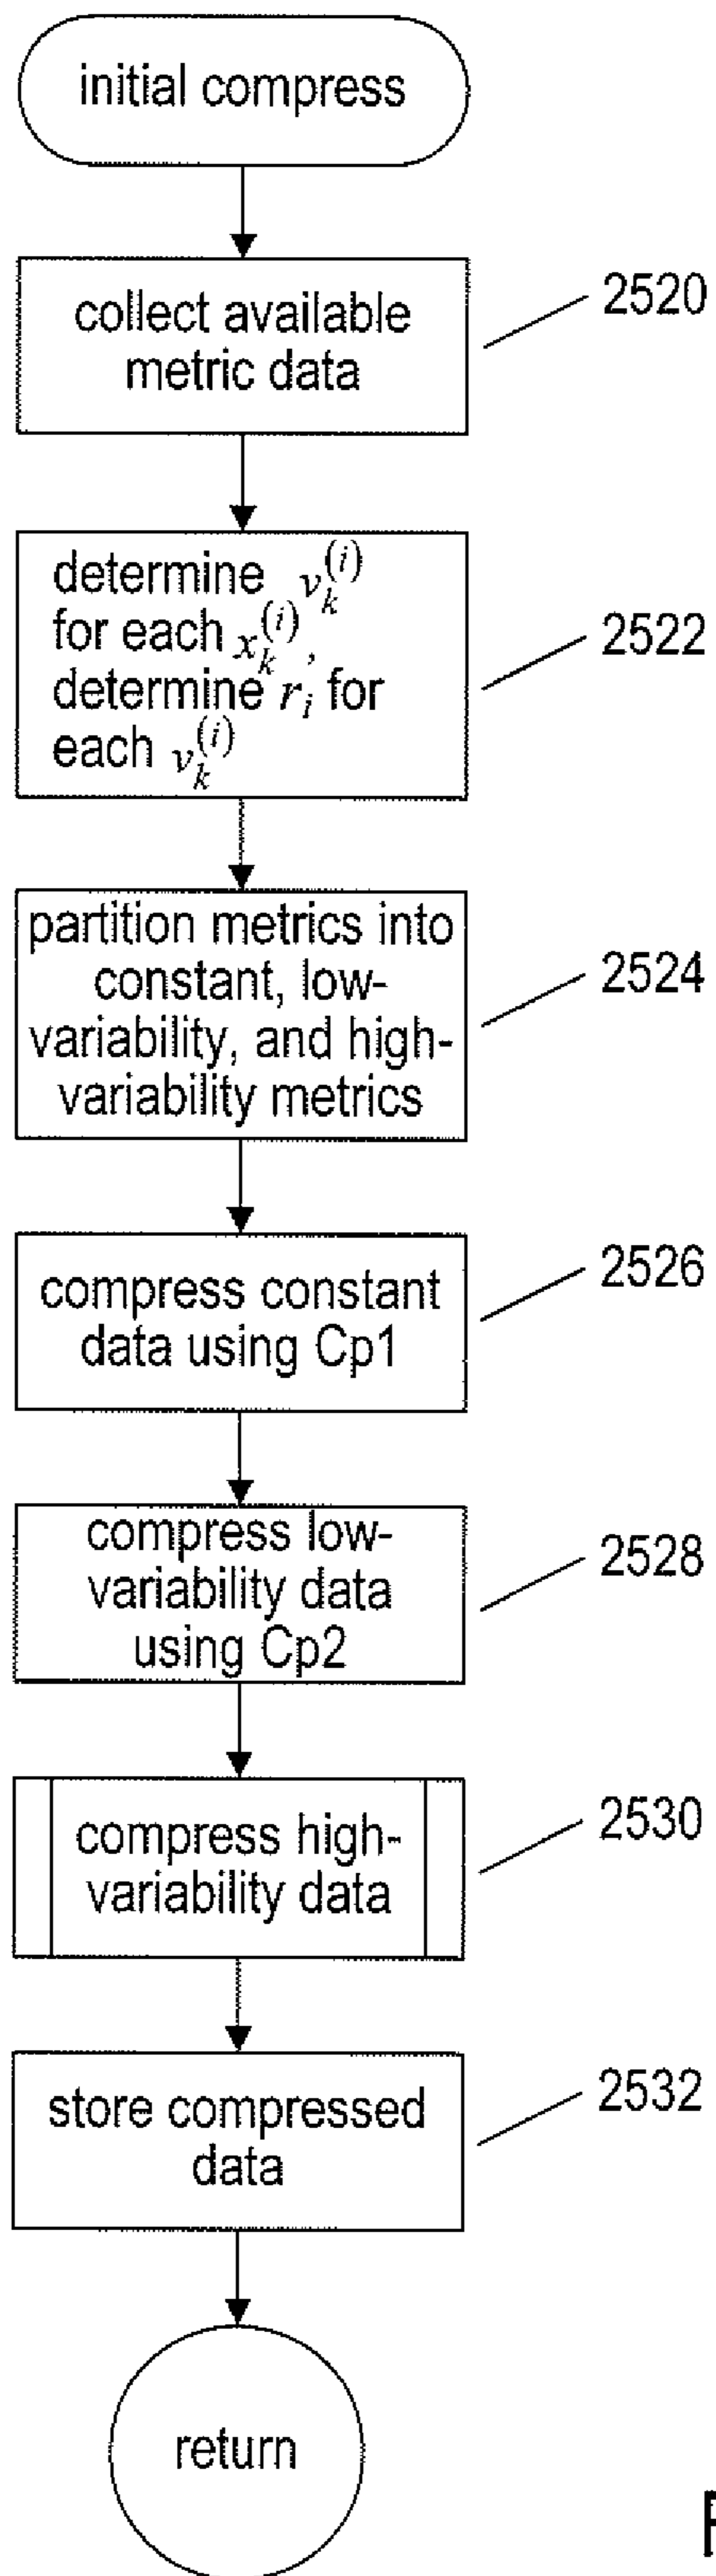 initial compress
collect available
metric data
2520
determine v_k^(i)
for each x_k^(i),
determine r_i for
each v_k^(i)
2522
partition metrics into
constant, low-
variability, and high-
variability metrics
2524
compress constant
data using Cp1
2526
compress low-
variability data
using Cp2
2528
compress high-
variability data
2530
store compressed
data
2532
return
F